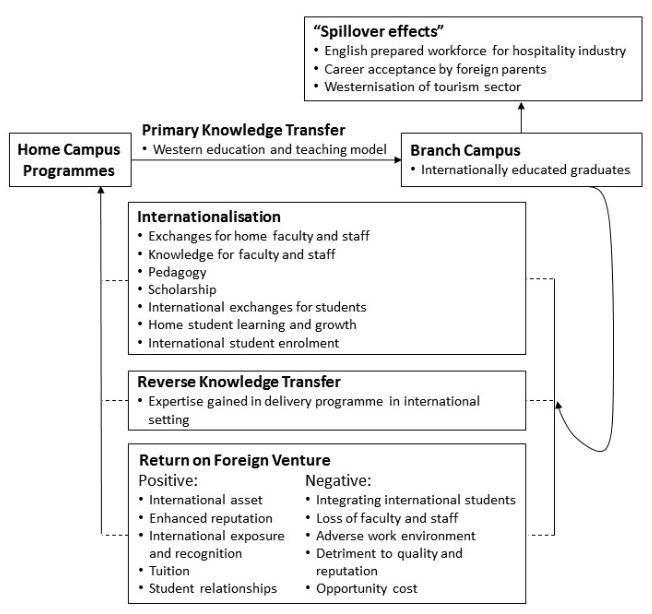 “Spillover effects”
• English prepared workforce for hospitality industry
• Career acceptance by foreign parents
• Westernisation of tourism sector
Primary Knowledge Transfer
• Western education and teaching model
Home Campus
Programmes
Branch Campus
• Internationally educated graduates
Internationalisation
• Exchanges for home faculty and staff
• Knowledge for faculty and staff
• Pedagogy
• Scholarship
• International exchanges for students
• Home student learning and growth
• International student enrolment
Reverse Knowledge Transfer
• Expertise gained in delivery programme in international
setting
Return on Foreign Venture
Positive:
• International asset
• Enhanced reputation
• International exposure
and recognition
• Tuition
• Student relationships
Negative:
• Integrating international students
• Loss of faculty and staff
• Adverse work environment
• Detriment to quality and
reputation
• Opportunity cost